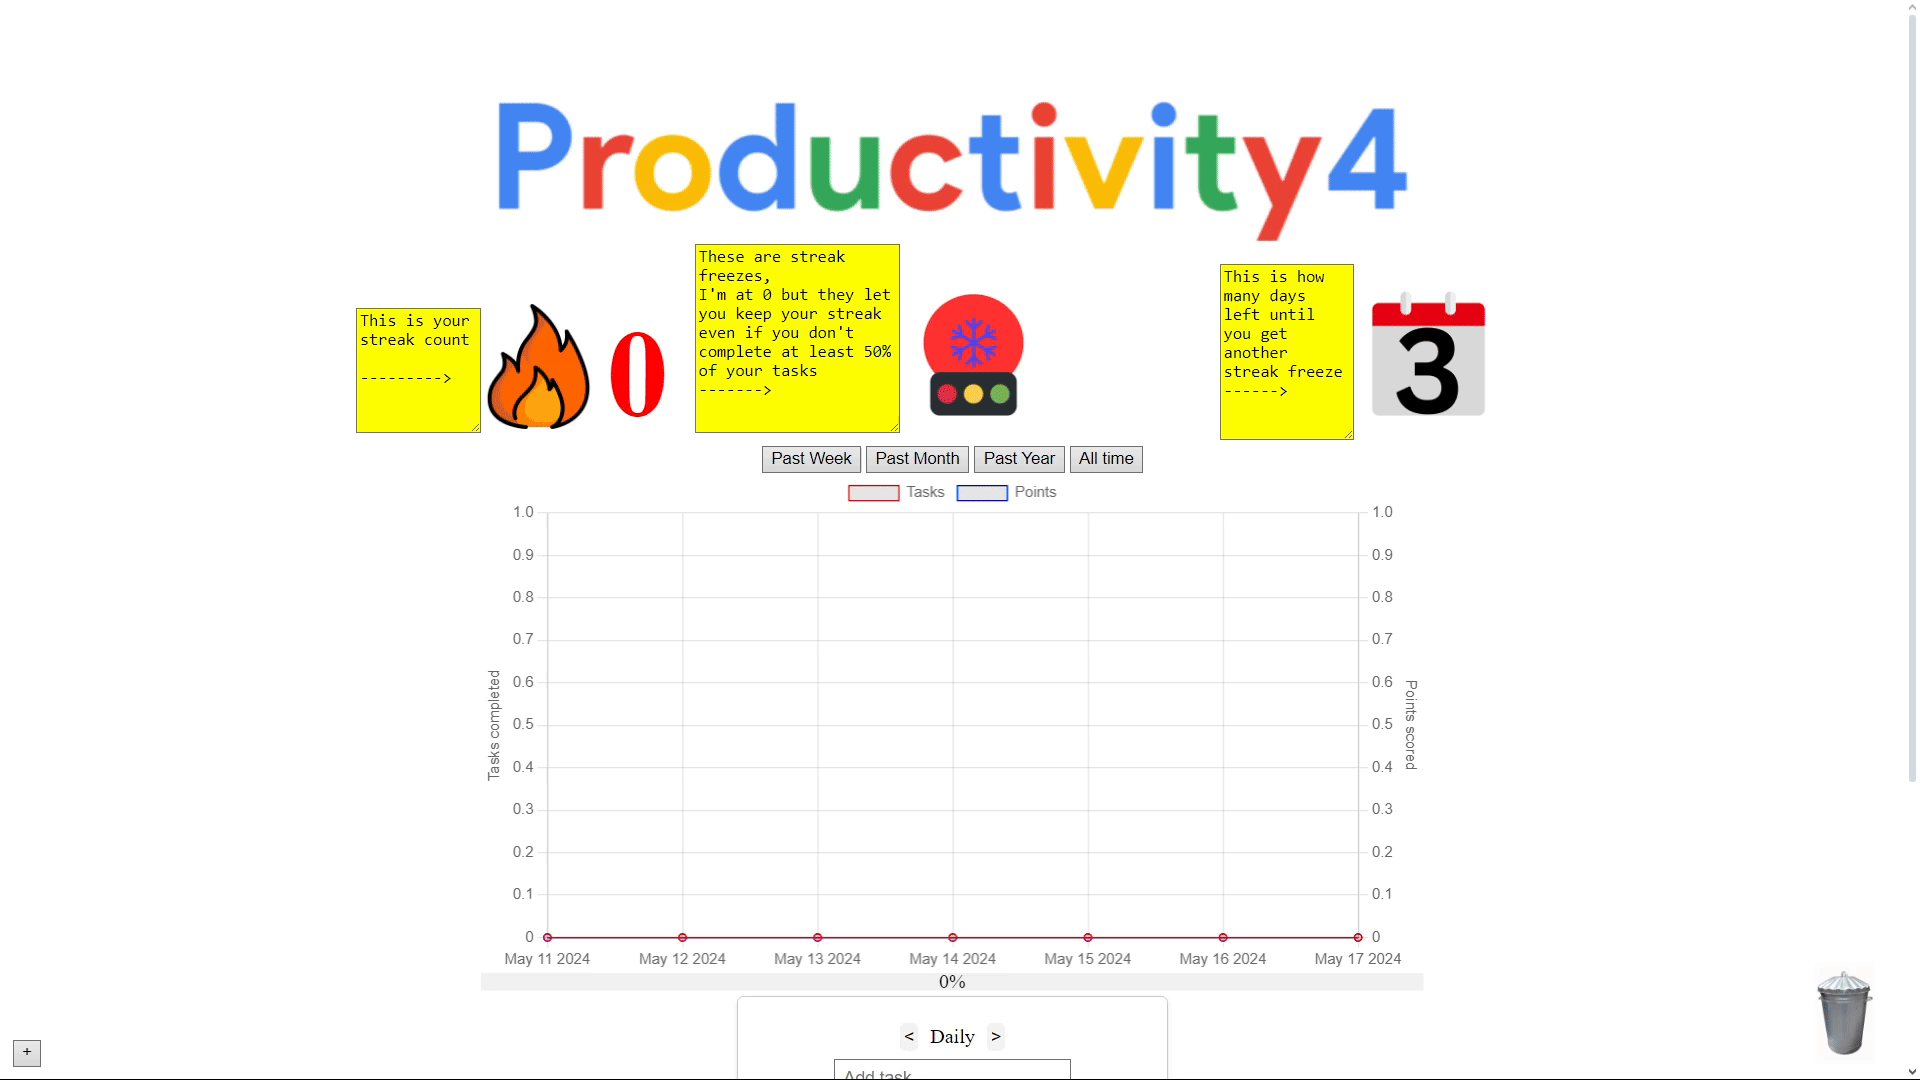 Productivity4
This is your
streak count
--------->
0
These are streak
freezes,
I'm at 0 but they let
you keep your streak
even if you don't
complete at least 50%
of your tasks
------->
This is how
many days
left until
you get
another
streak freeze
------>
3
Past Week Past Month Past Year All time
Tasks Points
1.0 1.0
0.9 0.9
0.8 0.8
0.7 0.7
0.6 0.6
0.5 0.5
0.4 0.4
0.3 0.3
0.2 0.2
0.1 0.1
0 0
Tasks completed
Points scored
May 11 2024 May 12 2024 May 13 2024 May 14 2024 May 15 2024 May 16 2024 May 17 2024
0%
< Daily >
+
Add task